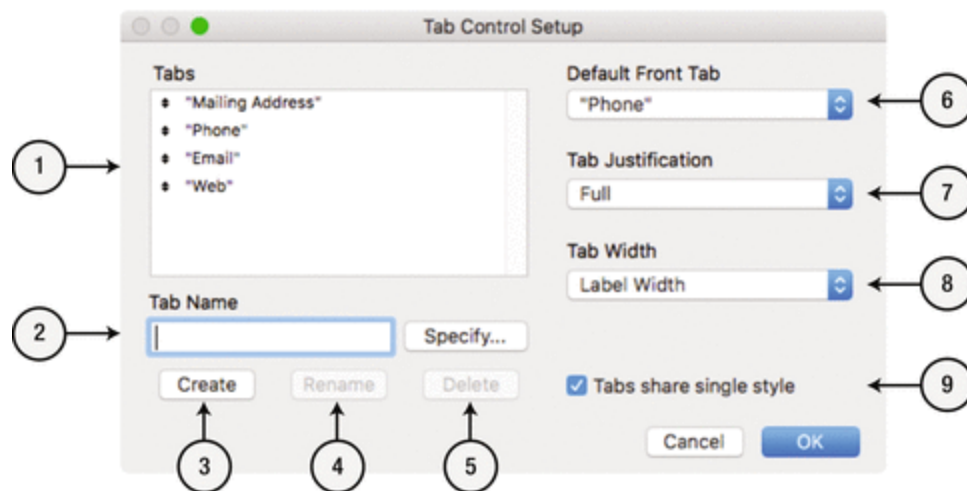 Tab Control Setup
Tabs
"Mailing Address"
"Phone"
"Email"
"Web"
Tab Name
Specify...
Create
Rename
Delete
Default Front Tab
"Phone"
Tab Justification
Full
Tab Width
Label Width
Tabs share single style
Cancel
OK
1
2
3
4
5
6
7
8
9